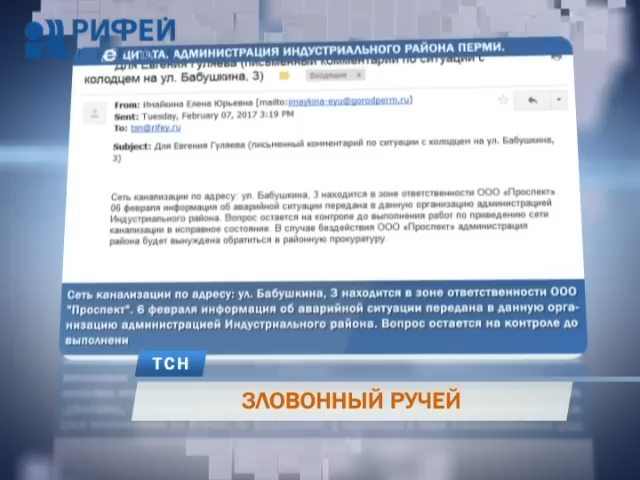 РИФЕЙ
ЦИТАТА. АДМИНИСТРАЦИЯ ИНДУСТРИАЛЬНОГО РАЙОНА ПЕРМИ.
Для Евгения Гуляева (письменный комментарий по ситуации с
колодцем на ул. Бабушкина, 3)
Входящие x
From: Имайкина Елена Юрьевна [mailto:imaykina-eyu@gorodperm.ru]
Sent: Tuesday, February 07, 2017 3:19 PM
To: tsn@rifey.ru
Subject: Для Евгения Гуляева (письменный комментарий по ситуации с колодцем на ул. Бабушкина,
3)
Сеть канализации по адресу: ул. Бабушкина, 3 находится в зоне ответственности ООО «Проспект».
06 февраля информация об аварийной ситуации передана в данную организацию администрацией
Индустриального района. Вопрос остается на контроле до выполнения работ по приведению сети
канализации в исправное состояние. В случае бездействия ООО «Проспект» администрация
района будет вынуждена обратиться в районную прокуратуру.
Сеть канализации по адресу: ул. Бабушкина, 3 находится в зоне ответственности ООО
"Проспект". 6 февраля информация об аварийной ситуации передана в данную орга-
низацию администрацией Индустриального района. Вопрос остается на контроле до
выполнени
ТСН
ЗЛОВОННЫЙ РУЧЕЙ